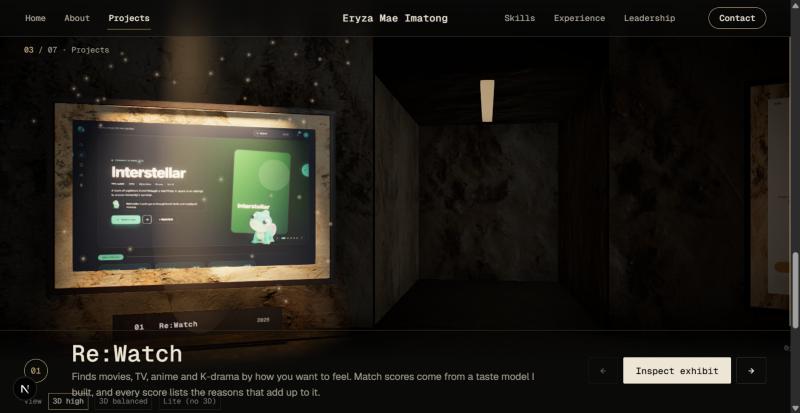 Home About Projects Eryza Mae Imatong Skills Experience Leadership Contact
03 / 07 · Projects
Interstellar
Interstellar
01 Re:Watch 2025
Re:Watch
01
Finds movies, TV, anime and K-drama by how you want to feel. Match scores come from a taste model I
built, and every score lists the reasons that add up to it.
← Inspect exhibit →
N
View 3D high 3D balanced Lite (no 3D)